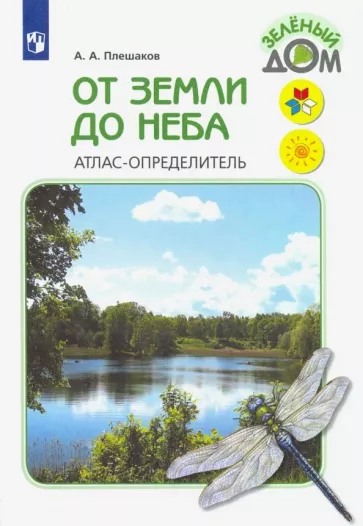 А. А. Плешаков
ЗЕЛЁНЫЙ
ДОМ
ОТ ЗЕМЛИ
ДО НЕБА
АТЛАС-ОПРЕДЕЛИТЕЛЬ